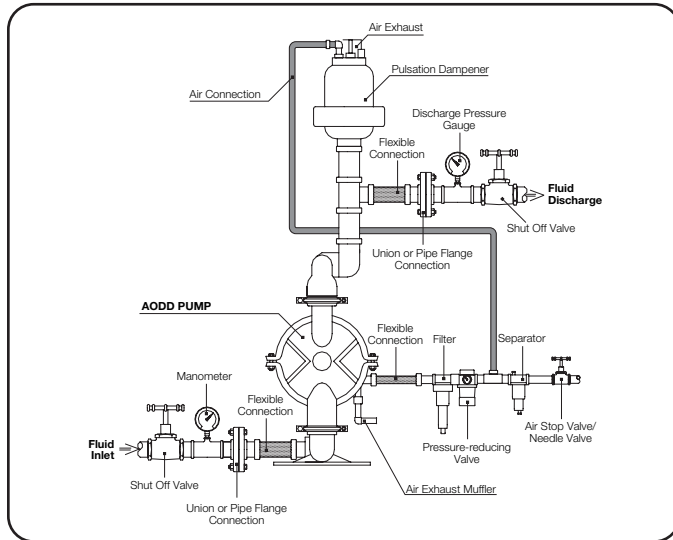 Air Exhaust
Pulsation Dampener
Air Connection
Discharge Pressure
Gauge
Flexible
Connection
Fluid
Discharge
Shut Off Valve
Union or Pipe Flange
Connection
AODD PUMP
Flexible
Connection
Filter
Separator
Manometer
Flexible
Connection
Air Stop Valve/
Needle Valve
Fluid
Inlet
Pressure-reducing
Valve
Shut Off Valve
Air Exhaust Muffler
Union or Pipe Flange
Connection